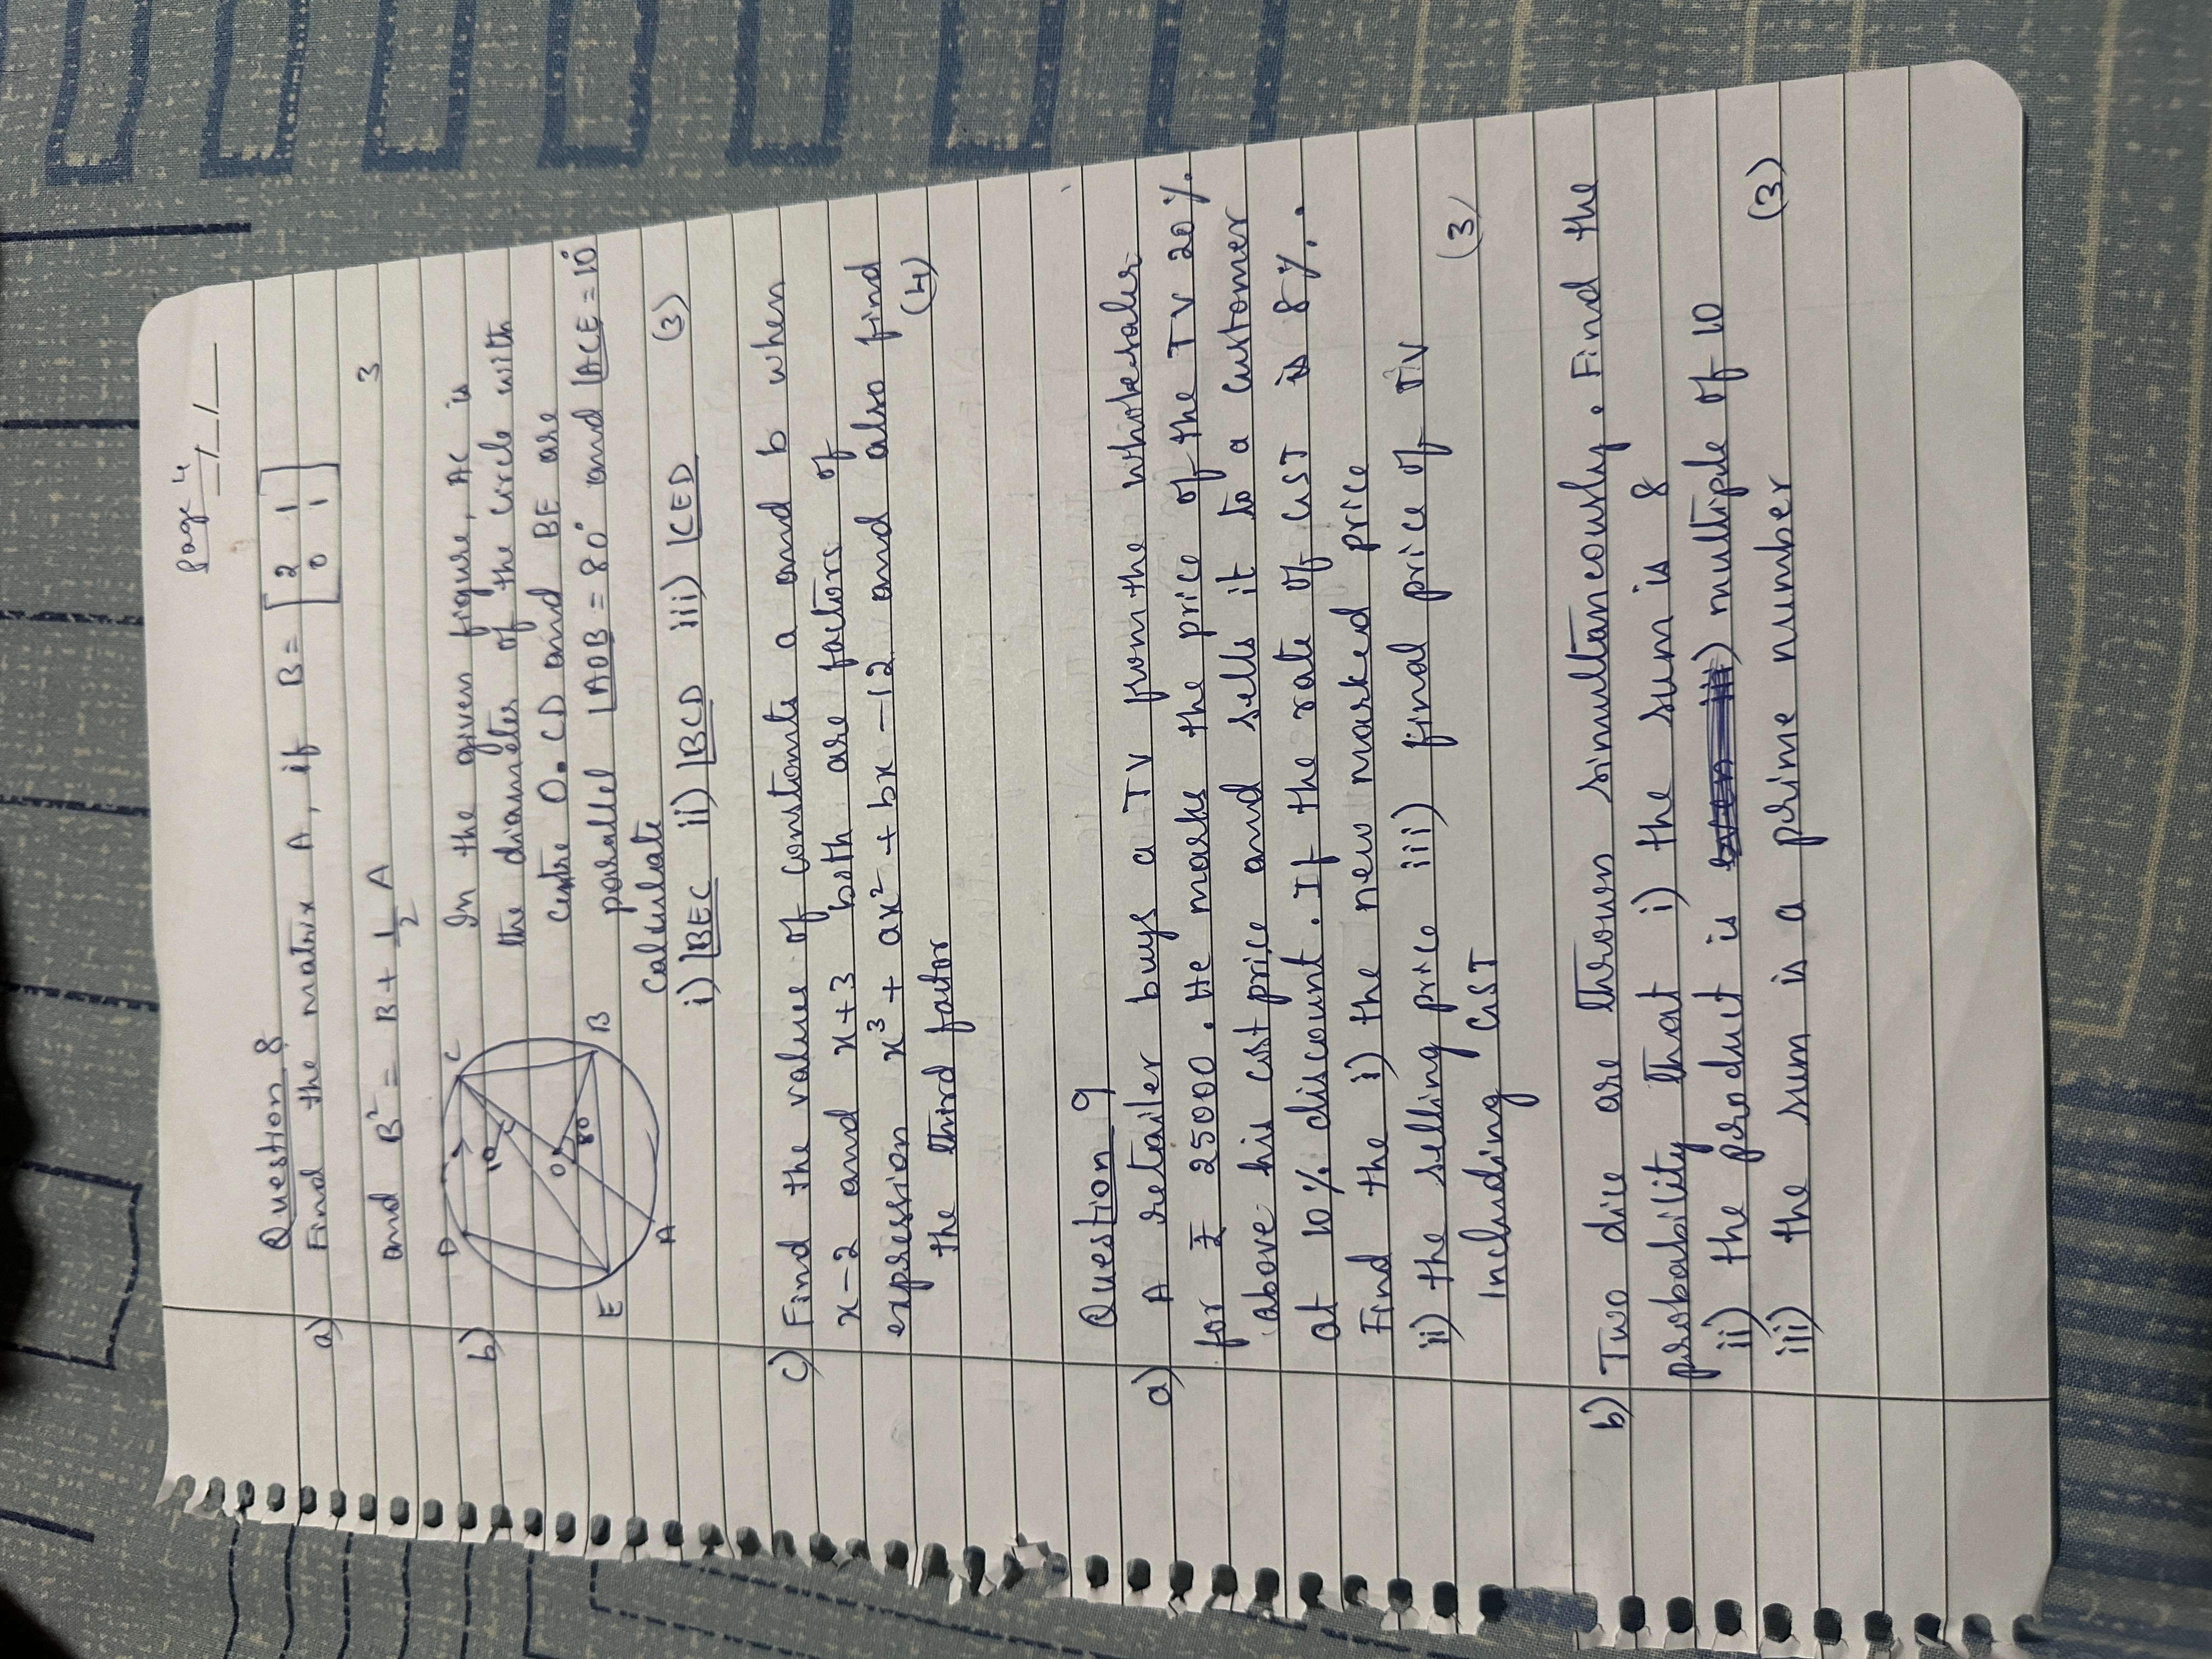 Page 4
_/_/__
Question 8
a) Find the matrix A, if B = [2 1
0 1]
and B² = B + 1/2 A 3
b) D C In the given figure, AC is
10 the diameter of the circle with
O centre O. CD and BE are
80
E B parallel ∠AOB = 80° and ∠ACE = 10°
A Calculate
i) ∠BEC ii) ∠BCD iii) ∠CED (3)
c) Find the values of constants a and b when
x-2 and x+3 both are factors of
expression x³ + ax² + bx -12 and also find
the third factor (4)
Question 9
a) A retailer buys a TV from the wholesaler
for ₹ 25000. He marks the price of the TV 20%
above his cost price and sells it to a customer
at 10% discount. If the rate of GST is 8%.
Find the i) the new marked price
ii) the selling price iii) final price of TV
including GST (3)
b) Two dice are thrown simultaneously. Find the
probability that i) the sum is 8
ii) the product is even iii) multiple of 10
iii) the sum is a prime number (3)